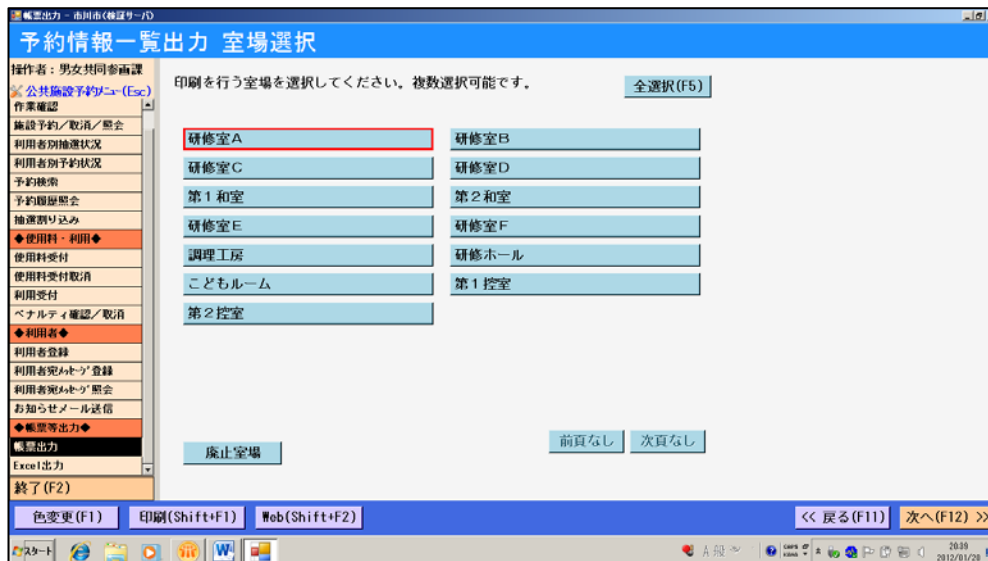 帳票出力 - 市川市(検証サーバ)
予約情報一覧出力 室場選択
操作者：男女共同参画課
公共施設予約ﾒﾆｭｰ(Esc)
作業確認
施設予約／取消／照会
利用者別抽選状況
利用者別予約状況
予約検索
予約履歴照会
抽選割り込み
◆使用料・利用◆
使用料受付
使用料受付取消
利用受付
ペナルティ確認／取消
◆利用者◆
利用者登録
利用者宛ﾒｯｾｰｼﾞ登録
利用者宛ﾒｯｾｰｼﾞ照会
お知らせメール送信
◆帳票等出力◆
帳票出力
Excel出力
終了(F2)
印刷を行う室場を選択してください。複数選択可能です。
全選択(F5)
研修室A 研修室B
研修室C 研修室D
第1和室 第2和室
研修室E 研修室F
調理工房 研修ホール
こどもルーム 第1控室
第2控室
廃止室場 前頁なし 次頁なし
色変更(F1) 印刷(Shift+F1) Web(Shift+F2) << 戻る(F11) 次へ(F12) >>
スタート A 般 CAPS KANA 20:39
2012/01/20